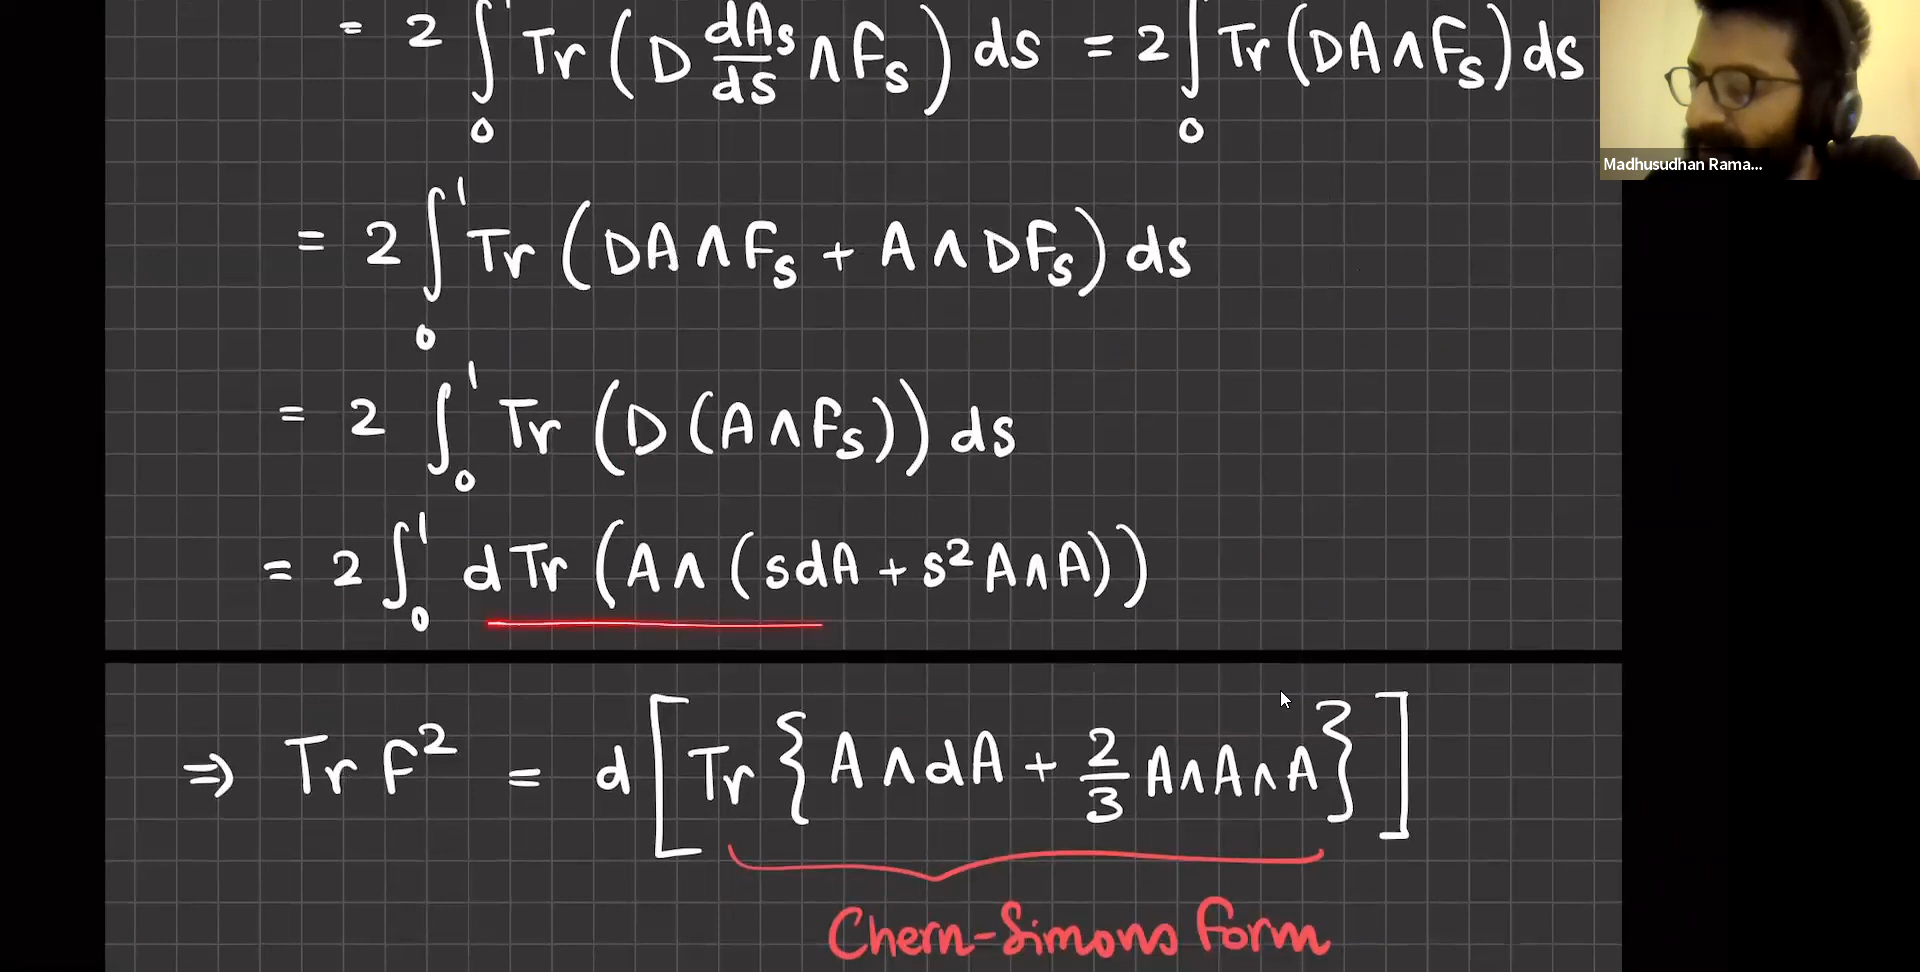 = 2 ∫₀¹ Tr (D dAs/ds ∧ Fs) ds = 2 ∫₀¹ Tr (DA ∧ Fs) ds
Madhusudhan Rama...
= 2 ∫₀¹ Tr (DA ∧ Fs + A ∧ DFs) ds
= 2 ∫₀¹ Tr (D (A ∧ Fs)) ds
= 2 ∫₀¹ d Tr (A ∧ (sdA + s² A ∧ A))
⇒ Tr F² = d [Tr {A ∧ dA + 2/3 A ∧ A ∧ A}]
Chern-Simons form